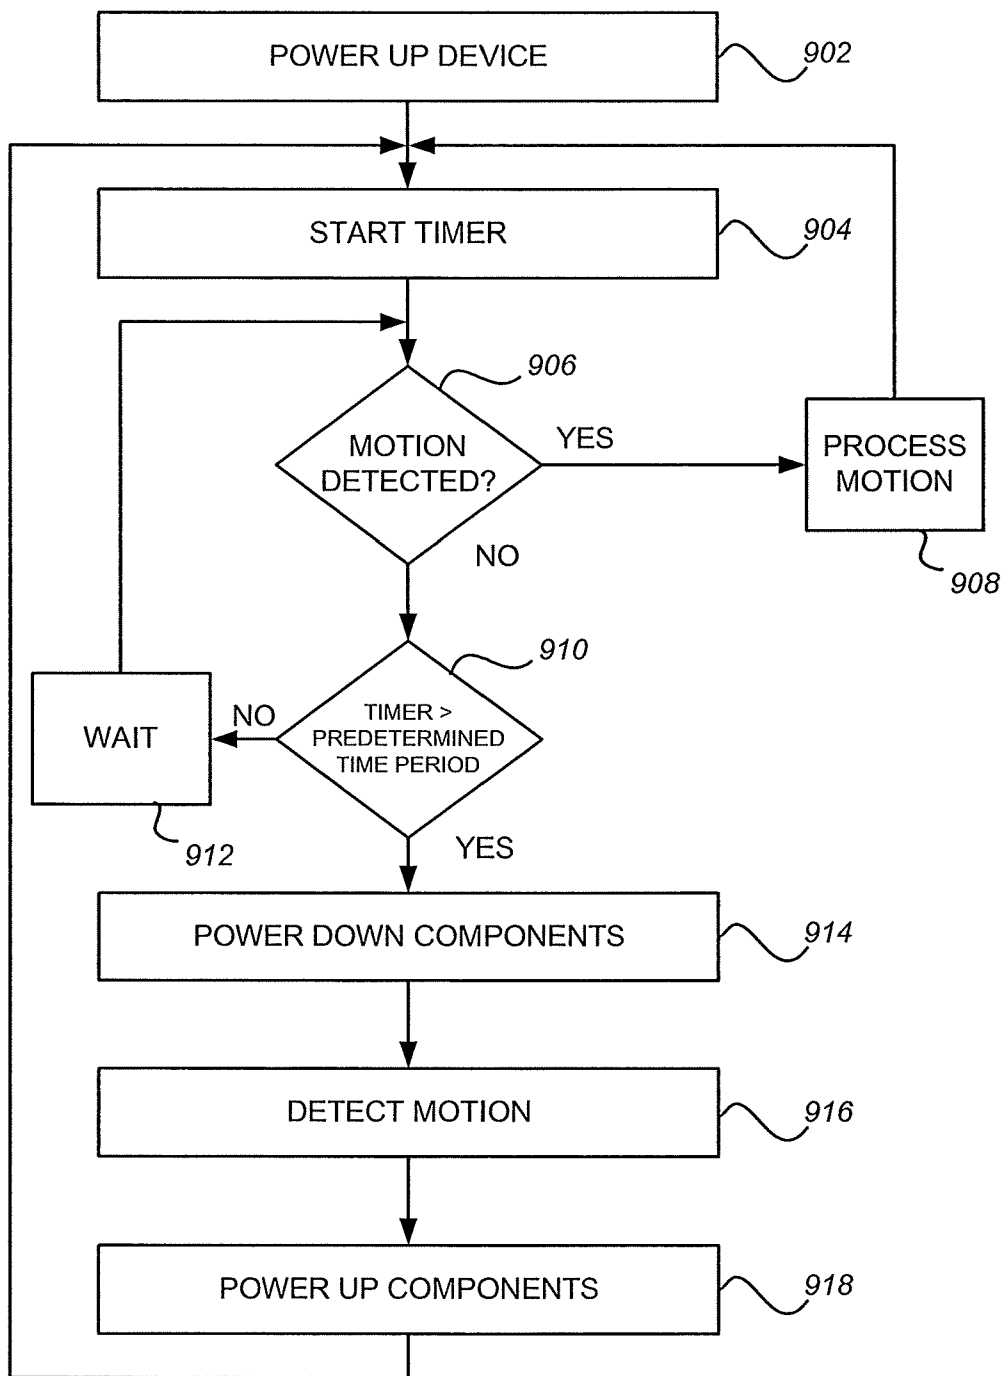 POWER UP DEVICE
902
START TIMER
904
906
MOTION
DETECTED?
YES
PROCESS
MOTION
908
NO
910
TIMER >
PREDETERMINED
TIME PERIOD
NO
WAIT
912
YES
POWER DOWN COMPONENTS
914
DETECT MOTION
916
POWER UP COMPONENTS
918